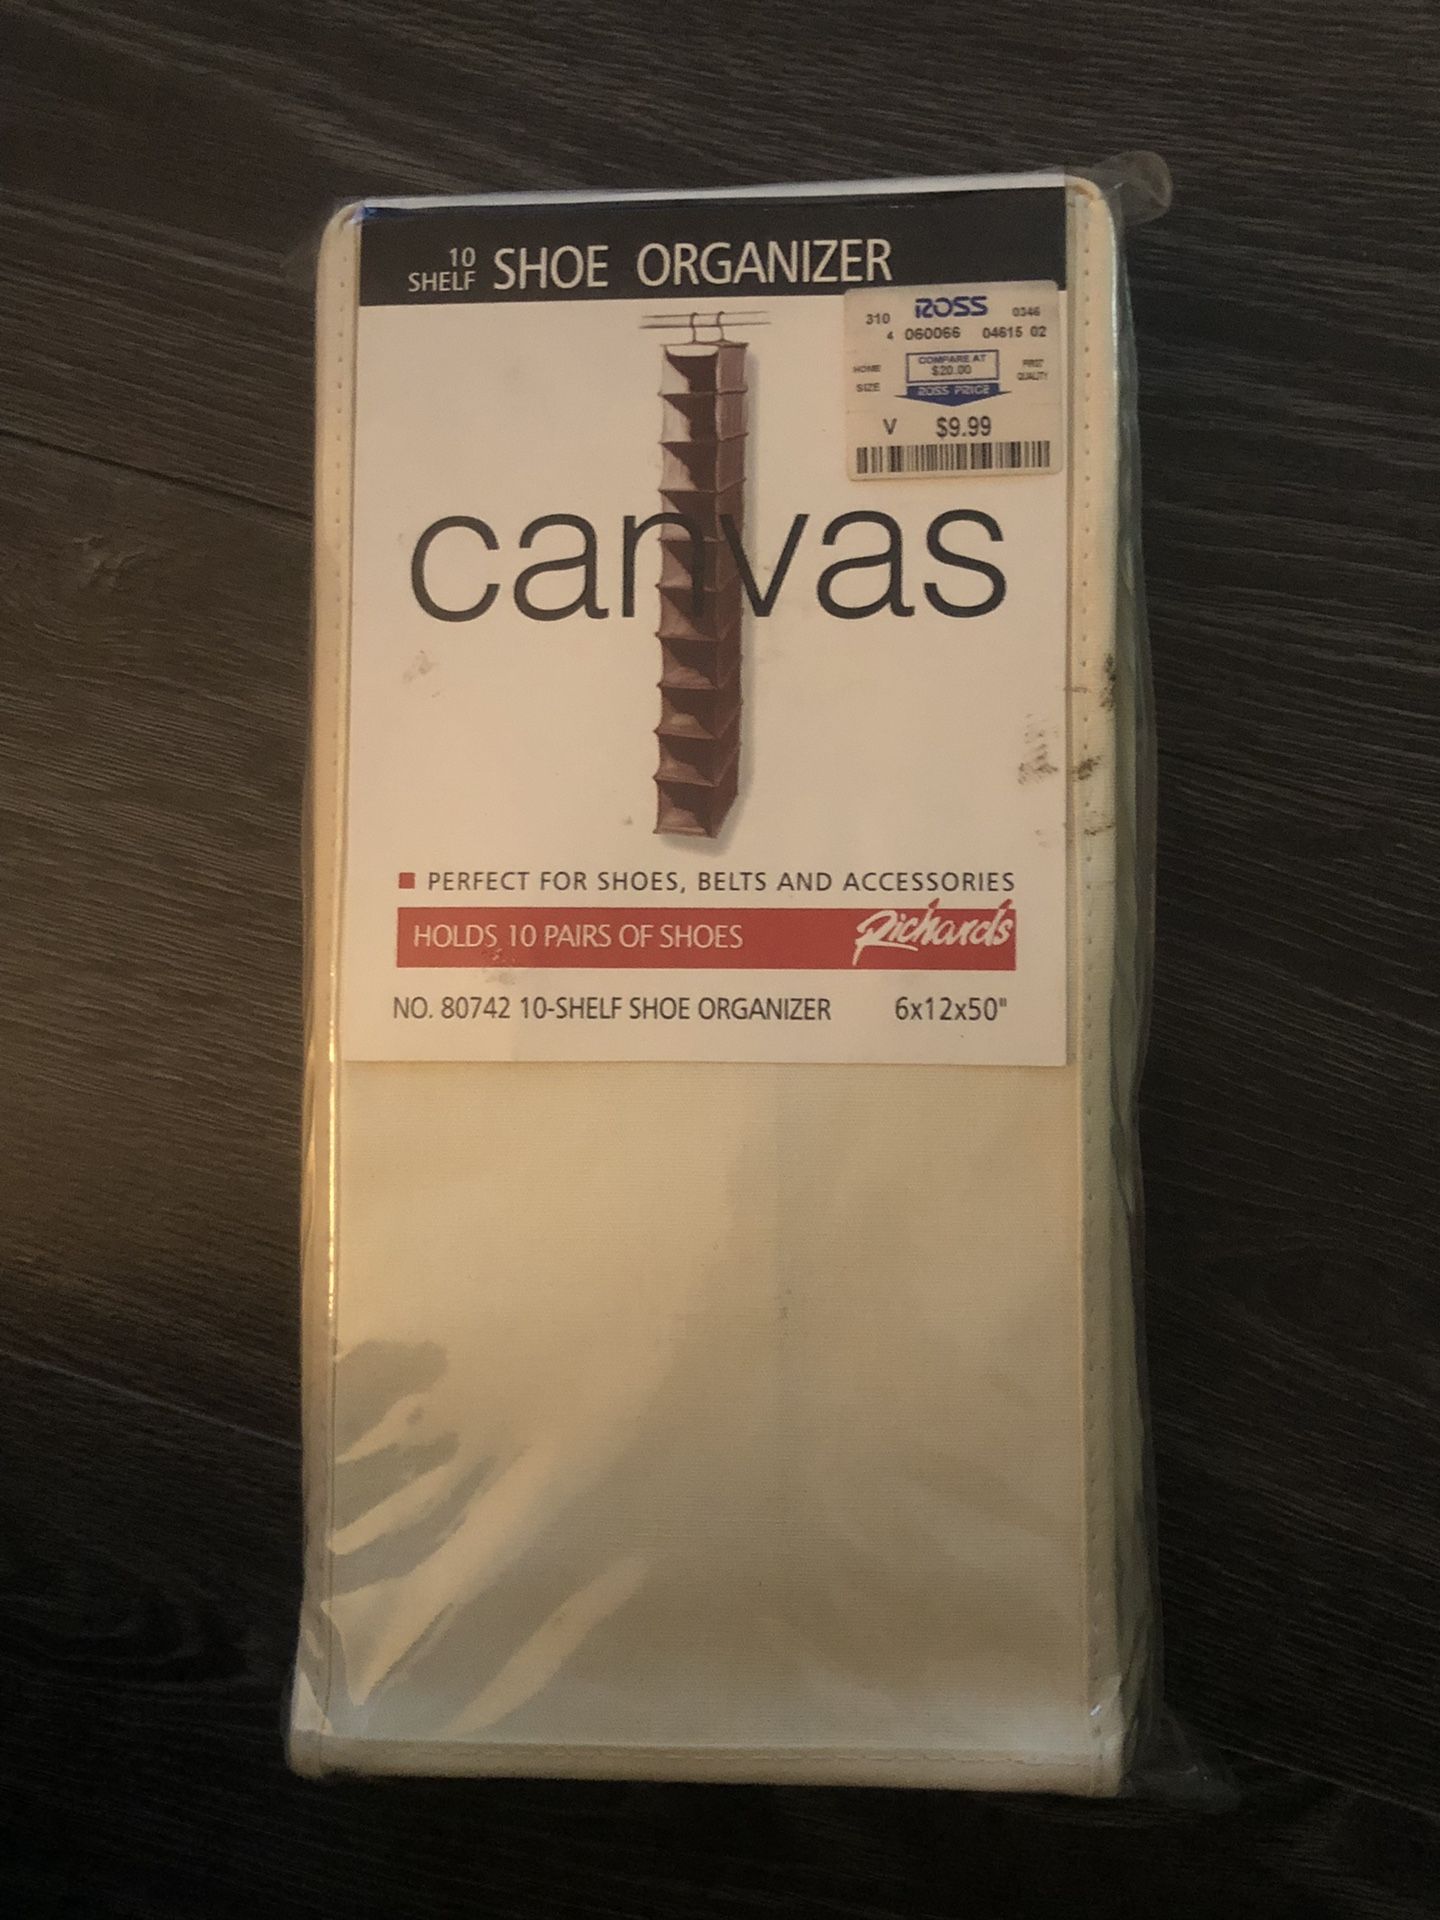 10 SHELF SHOE ORGANIZER
310 ROSS 0346
4 060066 04615 02
HOME SIZE
COMPARE AT
$20.00
FIRST QUALITY
ROSS PRICE
V $9.99
canvas
PERFECT FOR SHOES, BELTS AND ACCESSORIES
HOLDS 10 PAIRS OF SHOES Richards
NO. 80742 10-SHELF SHOE ORGANIZER 6x12x50"